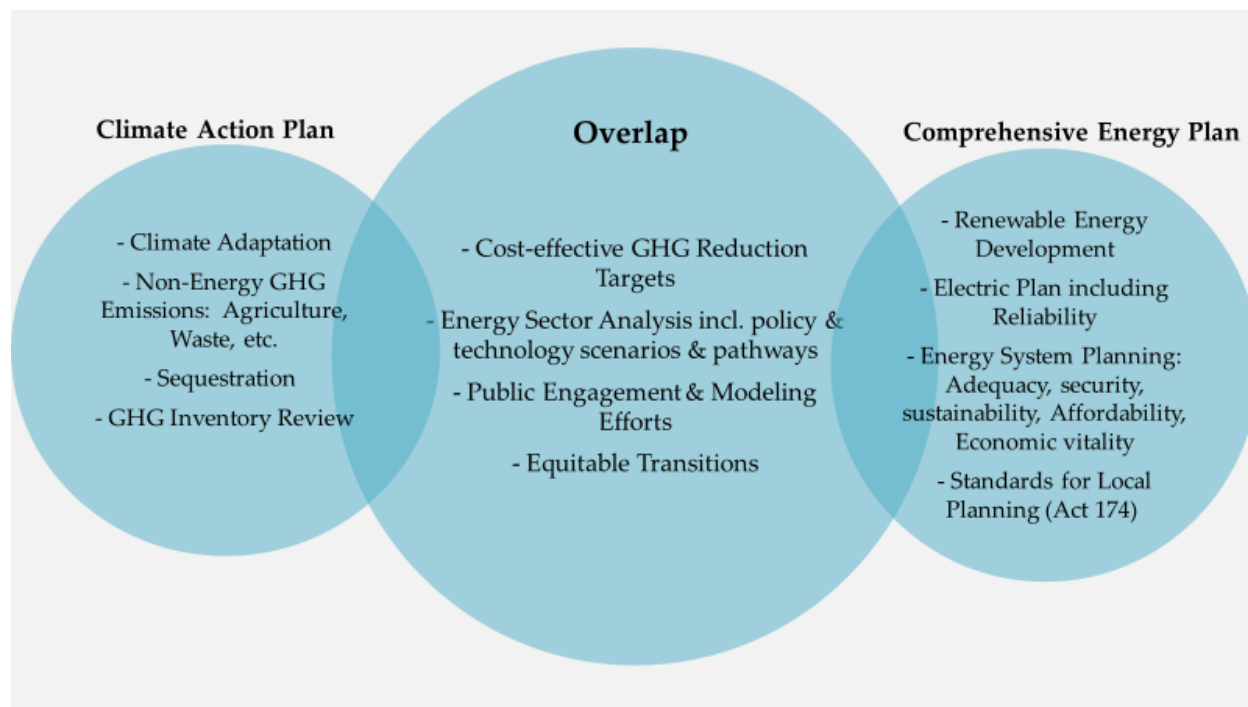 Climate Action Plan
- Climate Adaptation
- Non-Energy GHG
Emissions: Agriculture,
Waste, etc.
- Sequestration
- GHG Inventory Review
Overlap
- Cost-effective GHG Reduction
Targets
- Energy Sector Analysis incl. policy &
technology scenarios & pathways
- Public Engagement & Modeling
Efforts
- Equitable Transitions
Comprehensive Energy Plan
- Renewable Energy
Development
- Electric Plan including
Reliability
- Energy System Planning:
Adequacy, security,
sustainability, Affordability,
Economic vitality
- Standards for Local
Planning (Act 174)